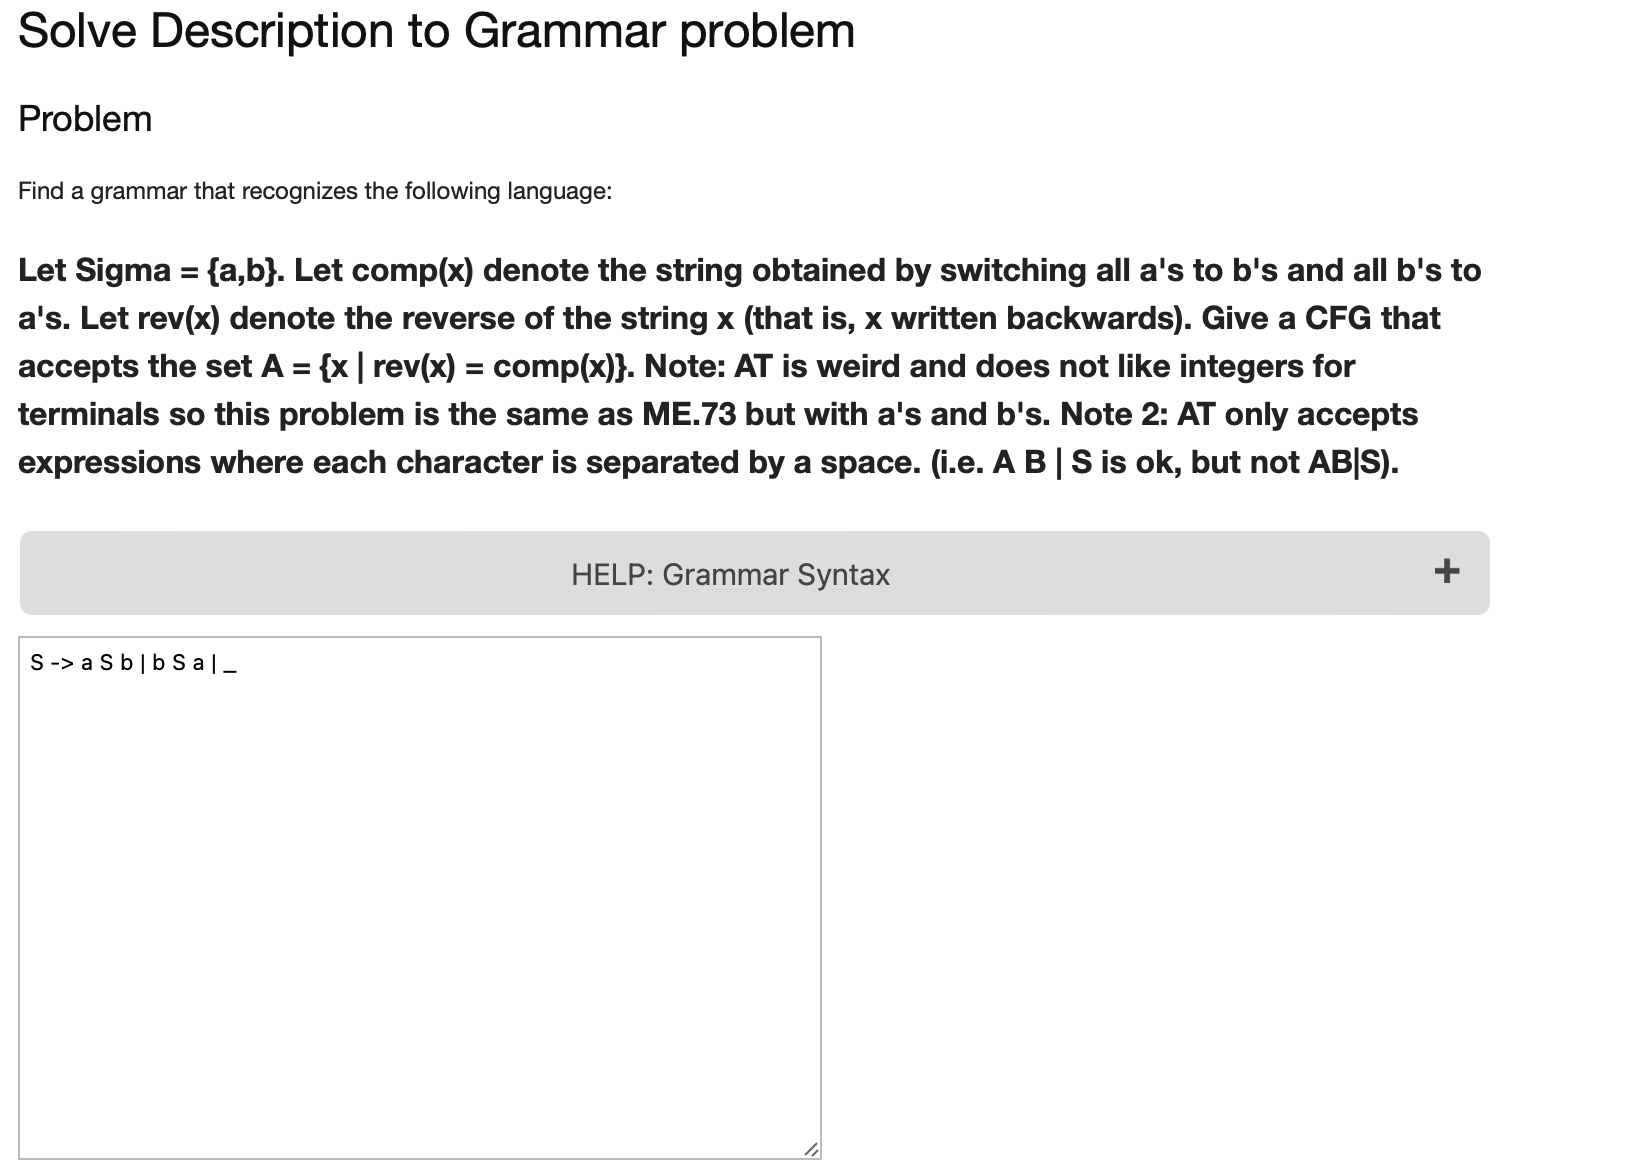 Solve Description to Grammar problem
Problem
Find a grammar that recognizes the following language:
Let Sigma = {a,b}. Let comp(x) denote the string obtained by switching all a's to b's and all b's to
a's. Let rev(x) denote the reverse of the string x (that is, x written backwards). Give a CFG that
accepts the set A = {x | rev(x) = comp(x)}. Note: AT is weird and does not like integers for
terminals so this problem is the same as ME.73 but with a's and b's. Note 2: AT only accepts
expressions where each character is separated by a space. (i.e. A B | S is ok, but not AB|S).
HELP: Grammar Syntax +
S -> a S b | b S a | _